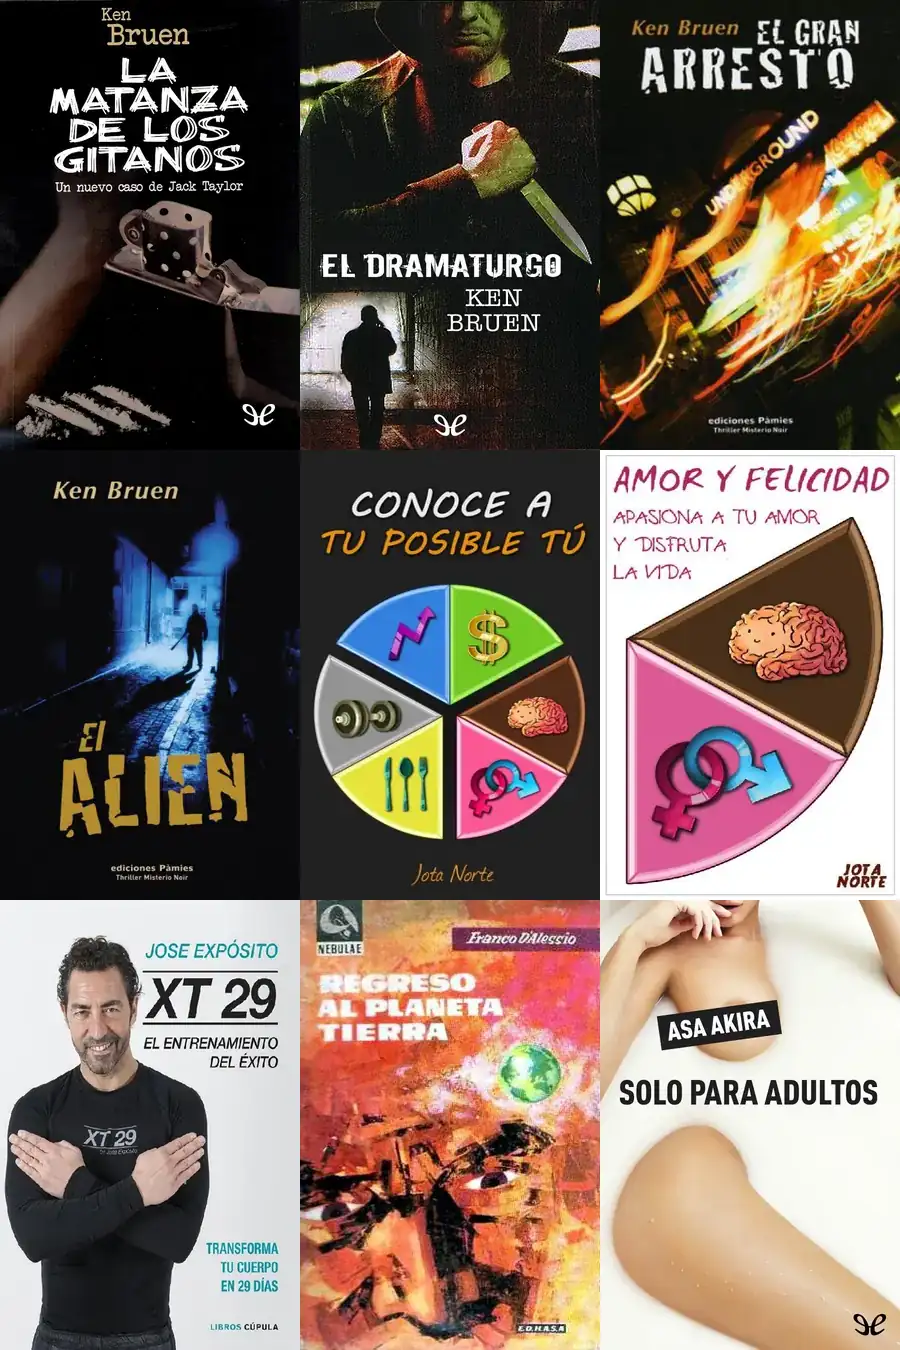 Ken
Bruen
LA
MATANZA
DE LOS
GITANOS
Un nuevo caso de Jack Taylor
EL DRAMATURGO
KEN
BRUEN
Ken Bruen
EL GRAN
ARRESTO
UNDERGROUND
ediciones Pàmies
Thriller Misterio Noir
Ken Bruen
El
ALIEN
ediciones Pàmies
Thriller Misterio Noir
CONOCE A
TU POSIBLE TÚ
$
Jota Norte
AMOR Y FELICIDAD
APASIONA A TU AMOR
Y DISFRUTA
LA VIDA
JOTA
NORTE
JOSE EXPÓSITO
XT 29
EL ENTRENAMIENTO
DEL ÉXITO
XT 29
TRANSFORMA
TU CUERPO
EN 29 DÍAS
LIBROS CÚPULA
NEBULAE
Franco D'Alessio
REGRESO
AL PLANETA
TIERRA
E.D.H.A.S.A
ASA AKIRA
SOLO PARA ADULTOS